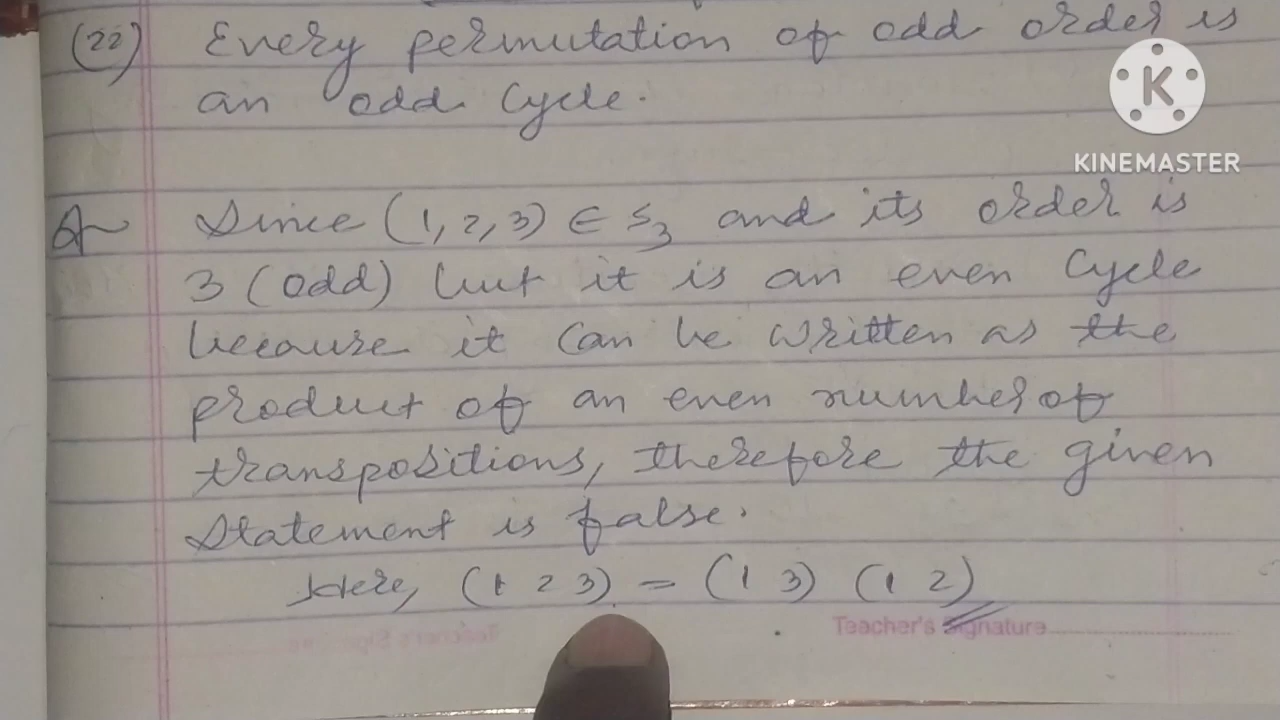 (22) Every permutation of odd order is
an odd cycle.
K
KINEMASTER
Since (1, 2, 3) ∈ S₃ and its order is
3 (odd) but it is an even cycle
because it can be written as the
product of an even number of
transpositions, therefore the given
statement is false.
Here, (1 2 3) = (1 3) (1 2)
Teacher's Signature